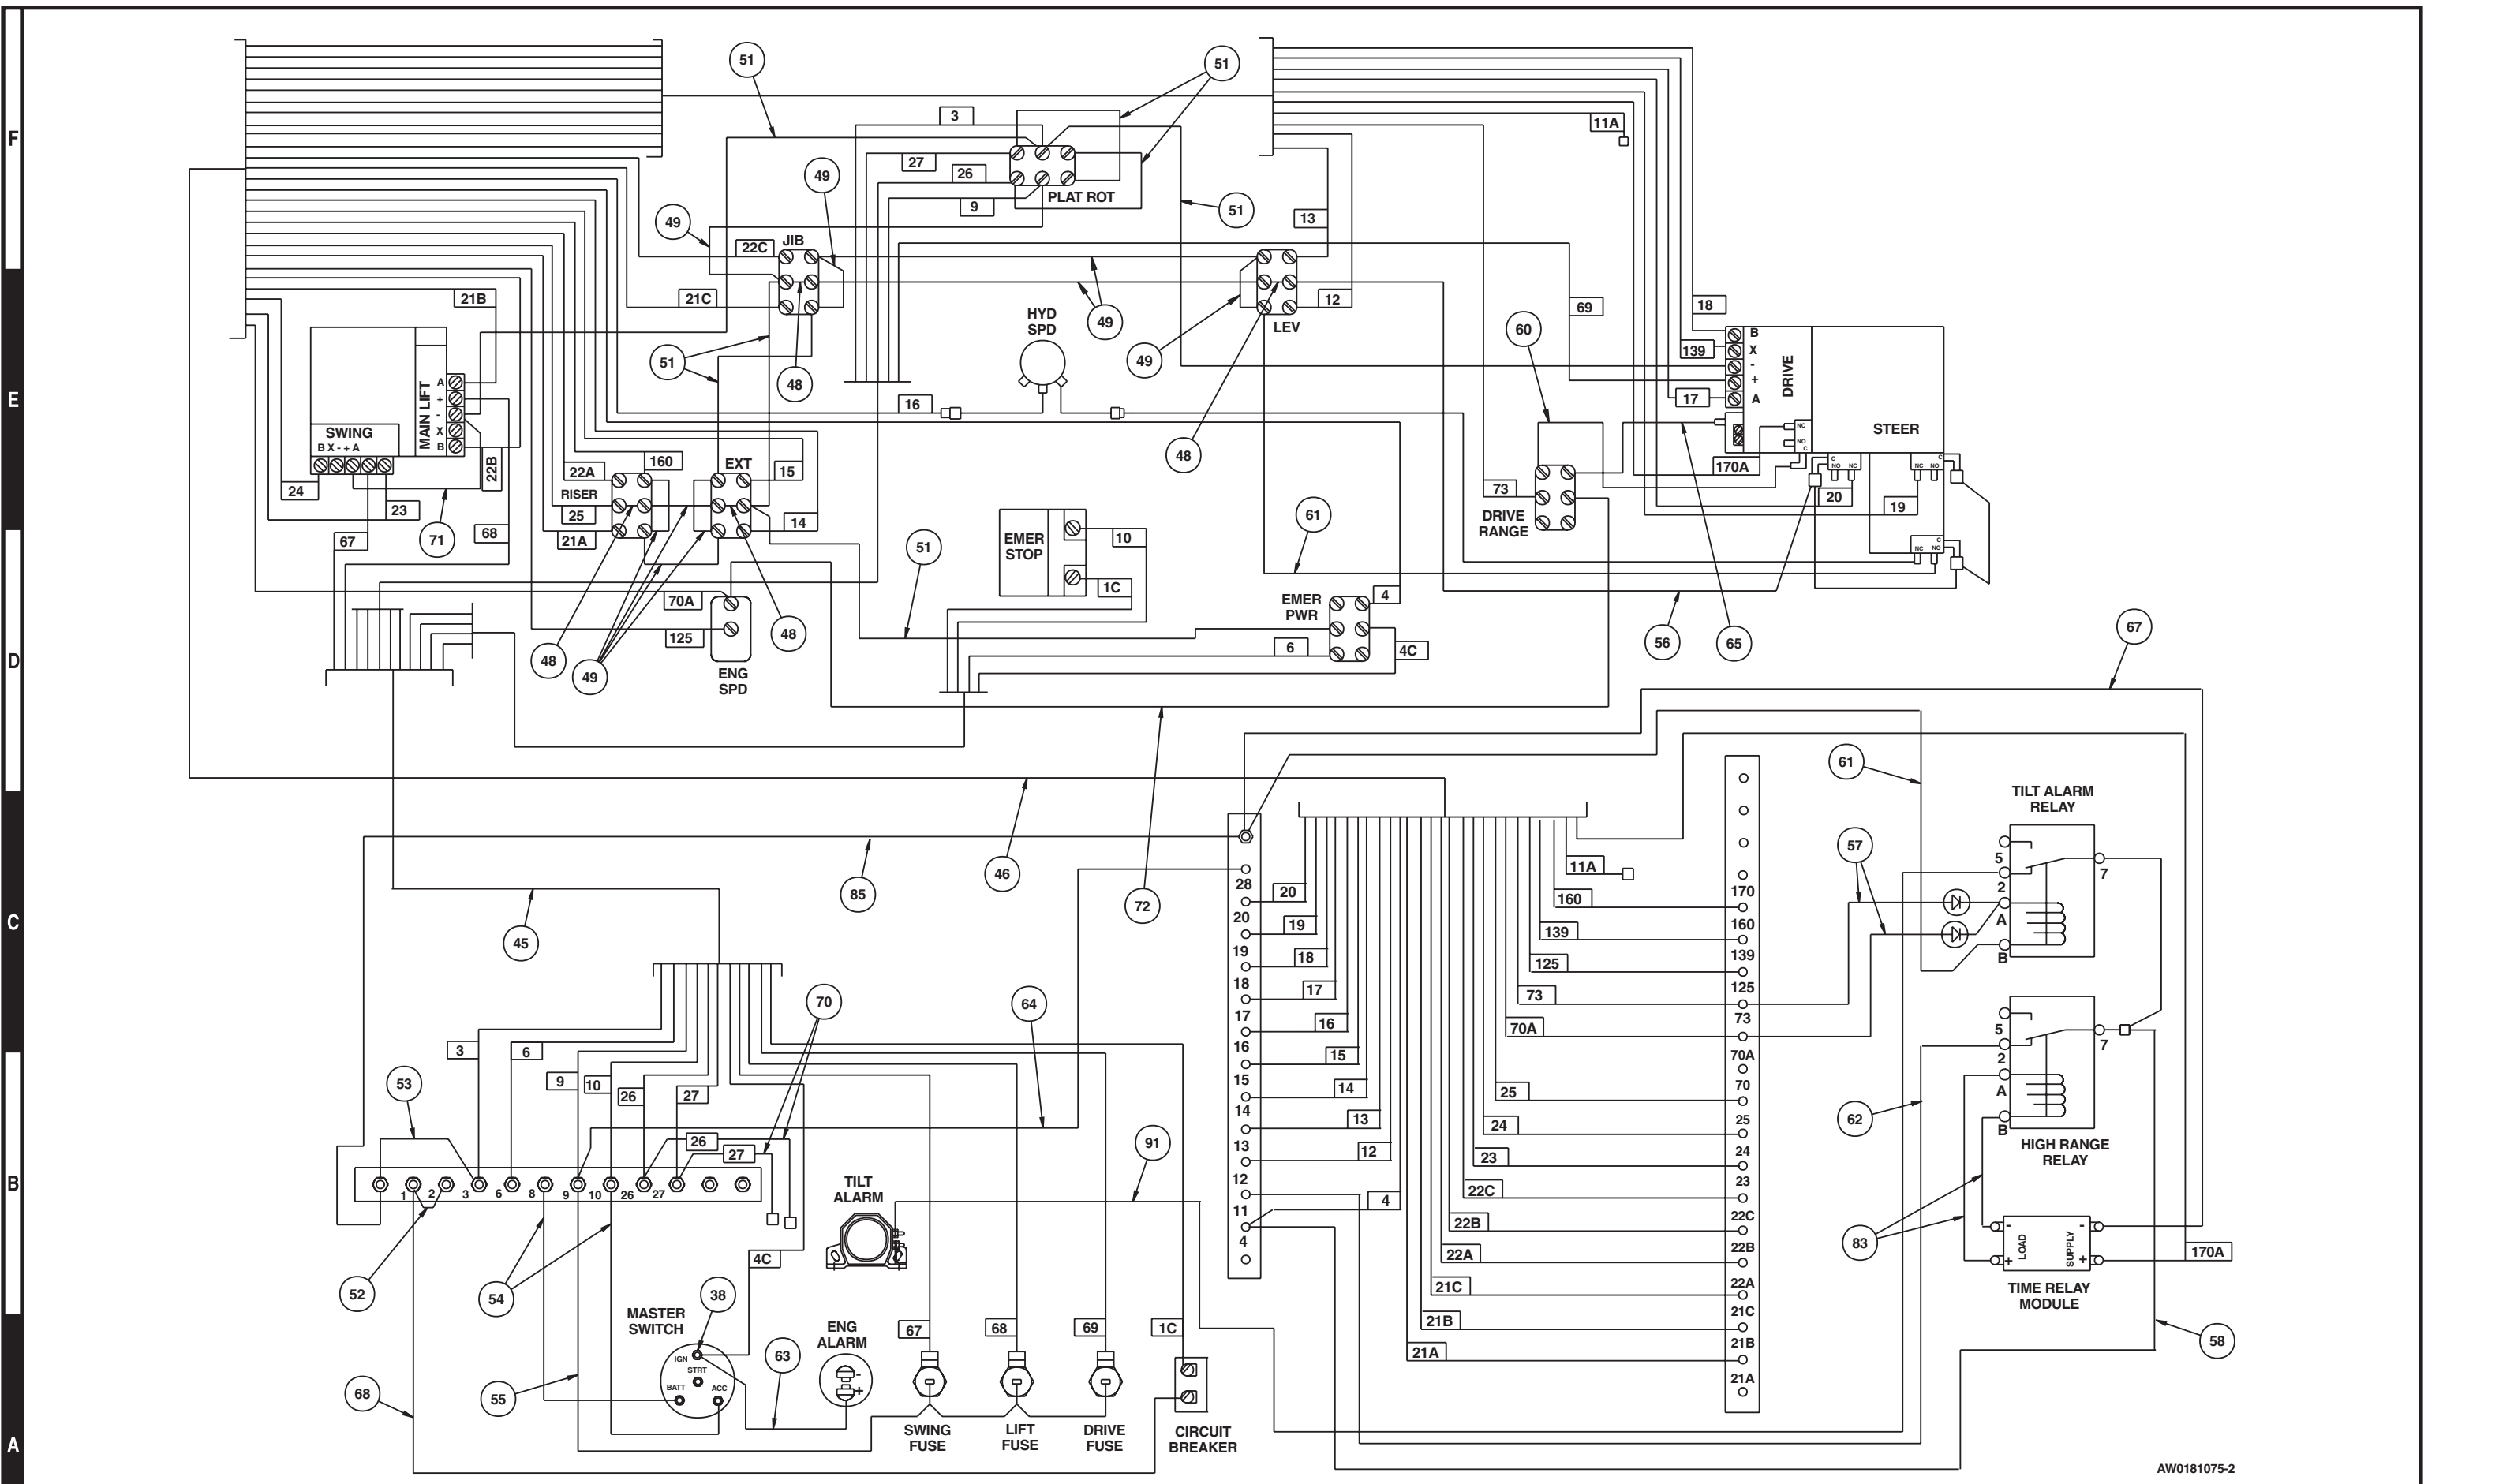 F
E
D
C
B
A
51
51
3
11A
27
49
26
PLAT ROT
9
51
49
13
JIB
22C
21B
21C
12
69
18
HYD
SPD
LEV
49
60
51
48
49
139
B
X
-
+
A
DRIVE
17
STEER
A
+
-
X
B
MAIN LIFT
SWING
B X - + A
16
NC
NO
C
170A
C
NO NC
NC NO
C
20
19
NC NO
C
48
22B
24
23
71
67
68
22A
160
EXT
15
RISER
25
21A
14
73
DRIVE
RANGE
61
51
EMER
STOP
10
1C
EMER
PWR
4
6
4C
70A
125
ENG
SPD
48
49
48
56
65
67
72
46
85
45
61
TILT ALARM
RELAY
57
5
2
A
B
7
11A
28
20
20
19
19
18
18
17
17
16
16
15
15
14
14
13
13
12
12
11
4
4
170
160
160
139
139
125
125
73
73
70A
70A
70
25
25
24
24
23
23
22C
22C
22B
22B
22A
22A
21C
21C
21B
21B
21A
21A
5
2
A
B
7
HIGH RANGE
RELAY
62
83
-
+
LOAD
SUPPLY
-
+
170A
TIME RELAY
MODULE
58
70
64
3
6
9
10
26
27
53
26
27
91
1
2
3
6
8
9
10
26
27
52
54
TILT
ALARM
4C
38
MASTER
SWITCH
IGN
STRT
BATT
ACC
63
ENG
ALARM
-
+
67
68
69
1C
68
55
SWING
FUSE
LIFT
FUSE
DRIVE
FUSE
CIRCUIT
BREAKER
AW0181075-2